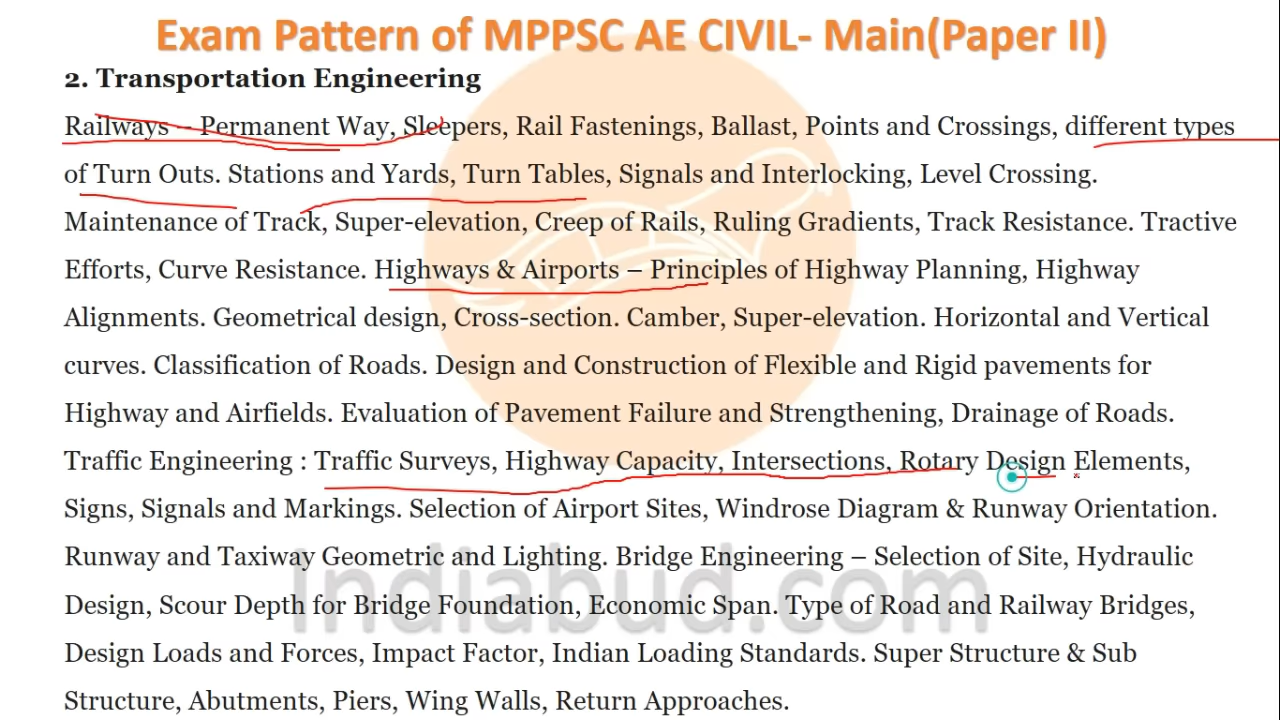 Exam Pattern of MPPSC AE CIVIL- Main(Paper II)
2. Transportation Engineering
Railways – Permanent Way, Sleepers, Rail Fastenings, Ballast, Points and Crossings, different types
of Turn Outs. Stations and Yards, Turn Tables, Signals and Interlocking, Level Crossing.
Maintenance of Track, Super-elevation, Creep of Rails, Ruling Gradients, Track Resistance. Tractive
Efforts, Curve Resistance. Highways & Airports – Principles of Highway Planning, Highway
Alignments. Geometrical design, Cross-section. Camber, Super-elevation. Horizontal and Vertical
curves. Classification of Roads. Design and Construction of Flexible and Rigid pavements for
Highway and Airfields. Evaluation of Pavement Failure and Strengthening, Drainage of Roads.
Traffic Engineering : Traffic Surveys, Highway Capacity, Intersections, Rotary Design Elements,
Signs, Signals and Markings. Selection of Airport Sites, Windrose Diagram & Runway Orientation.
Runway and Taxiway Geometric and Lighting. Bridge Engineering – Selection of Site, Hydraulic
Design, Scour Depth for Bridge Foundation, Economic Span. Type of Road and Railway Bridges,
Design Loads and Forces, Impact Factor, Indian Loading Standards. Super Structure & Sub
Structure, Abutments, Piers, Wing Walls, Return Approaches.
Indiabud.com